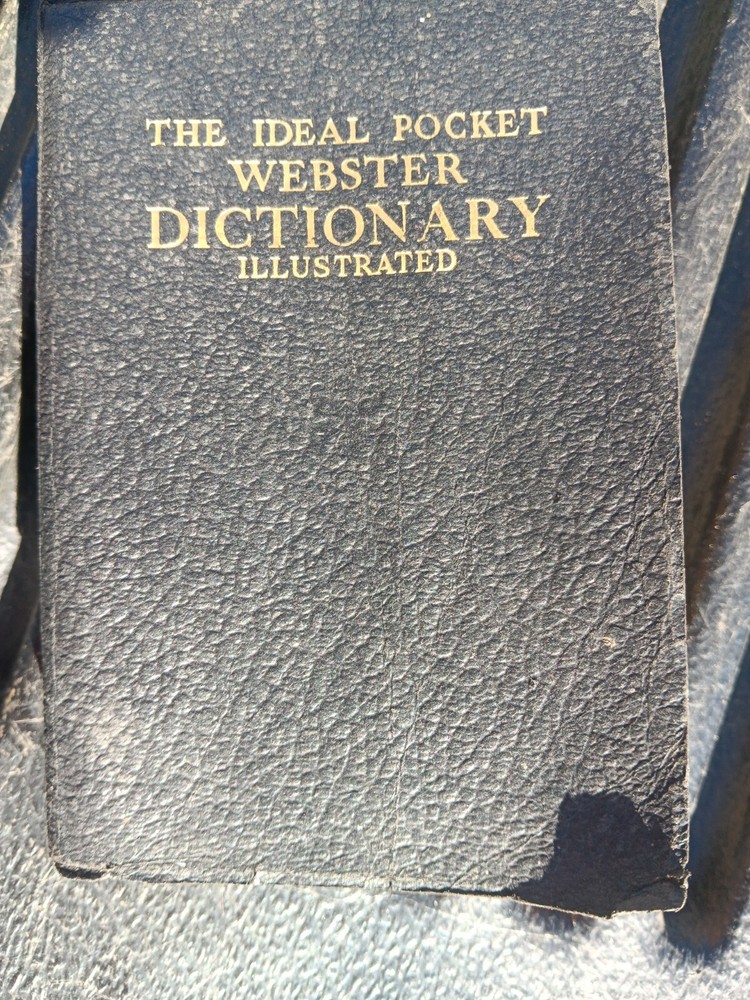 THE IDEAL POCKET
WEBSTER
DICTIONARY
ILLUSTRATED